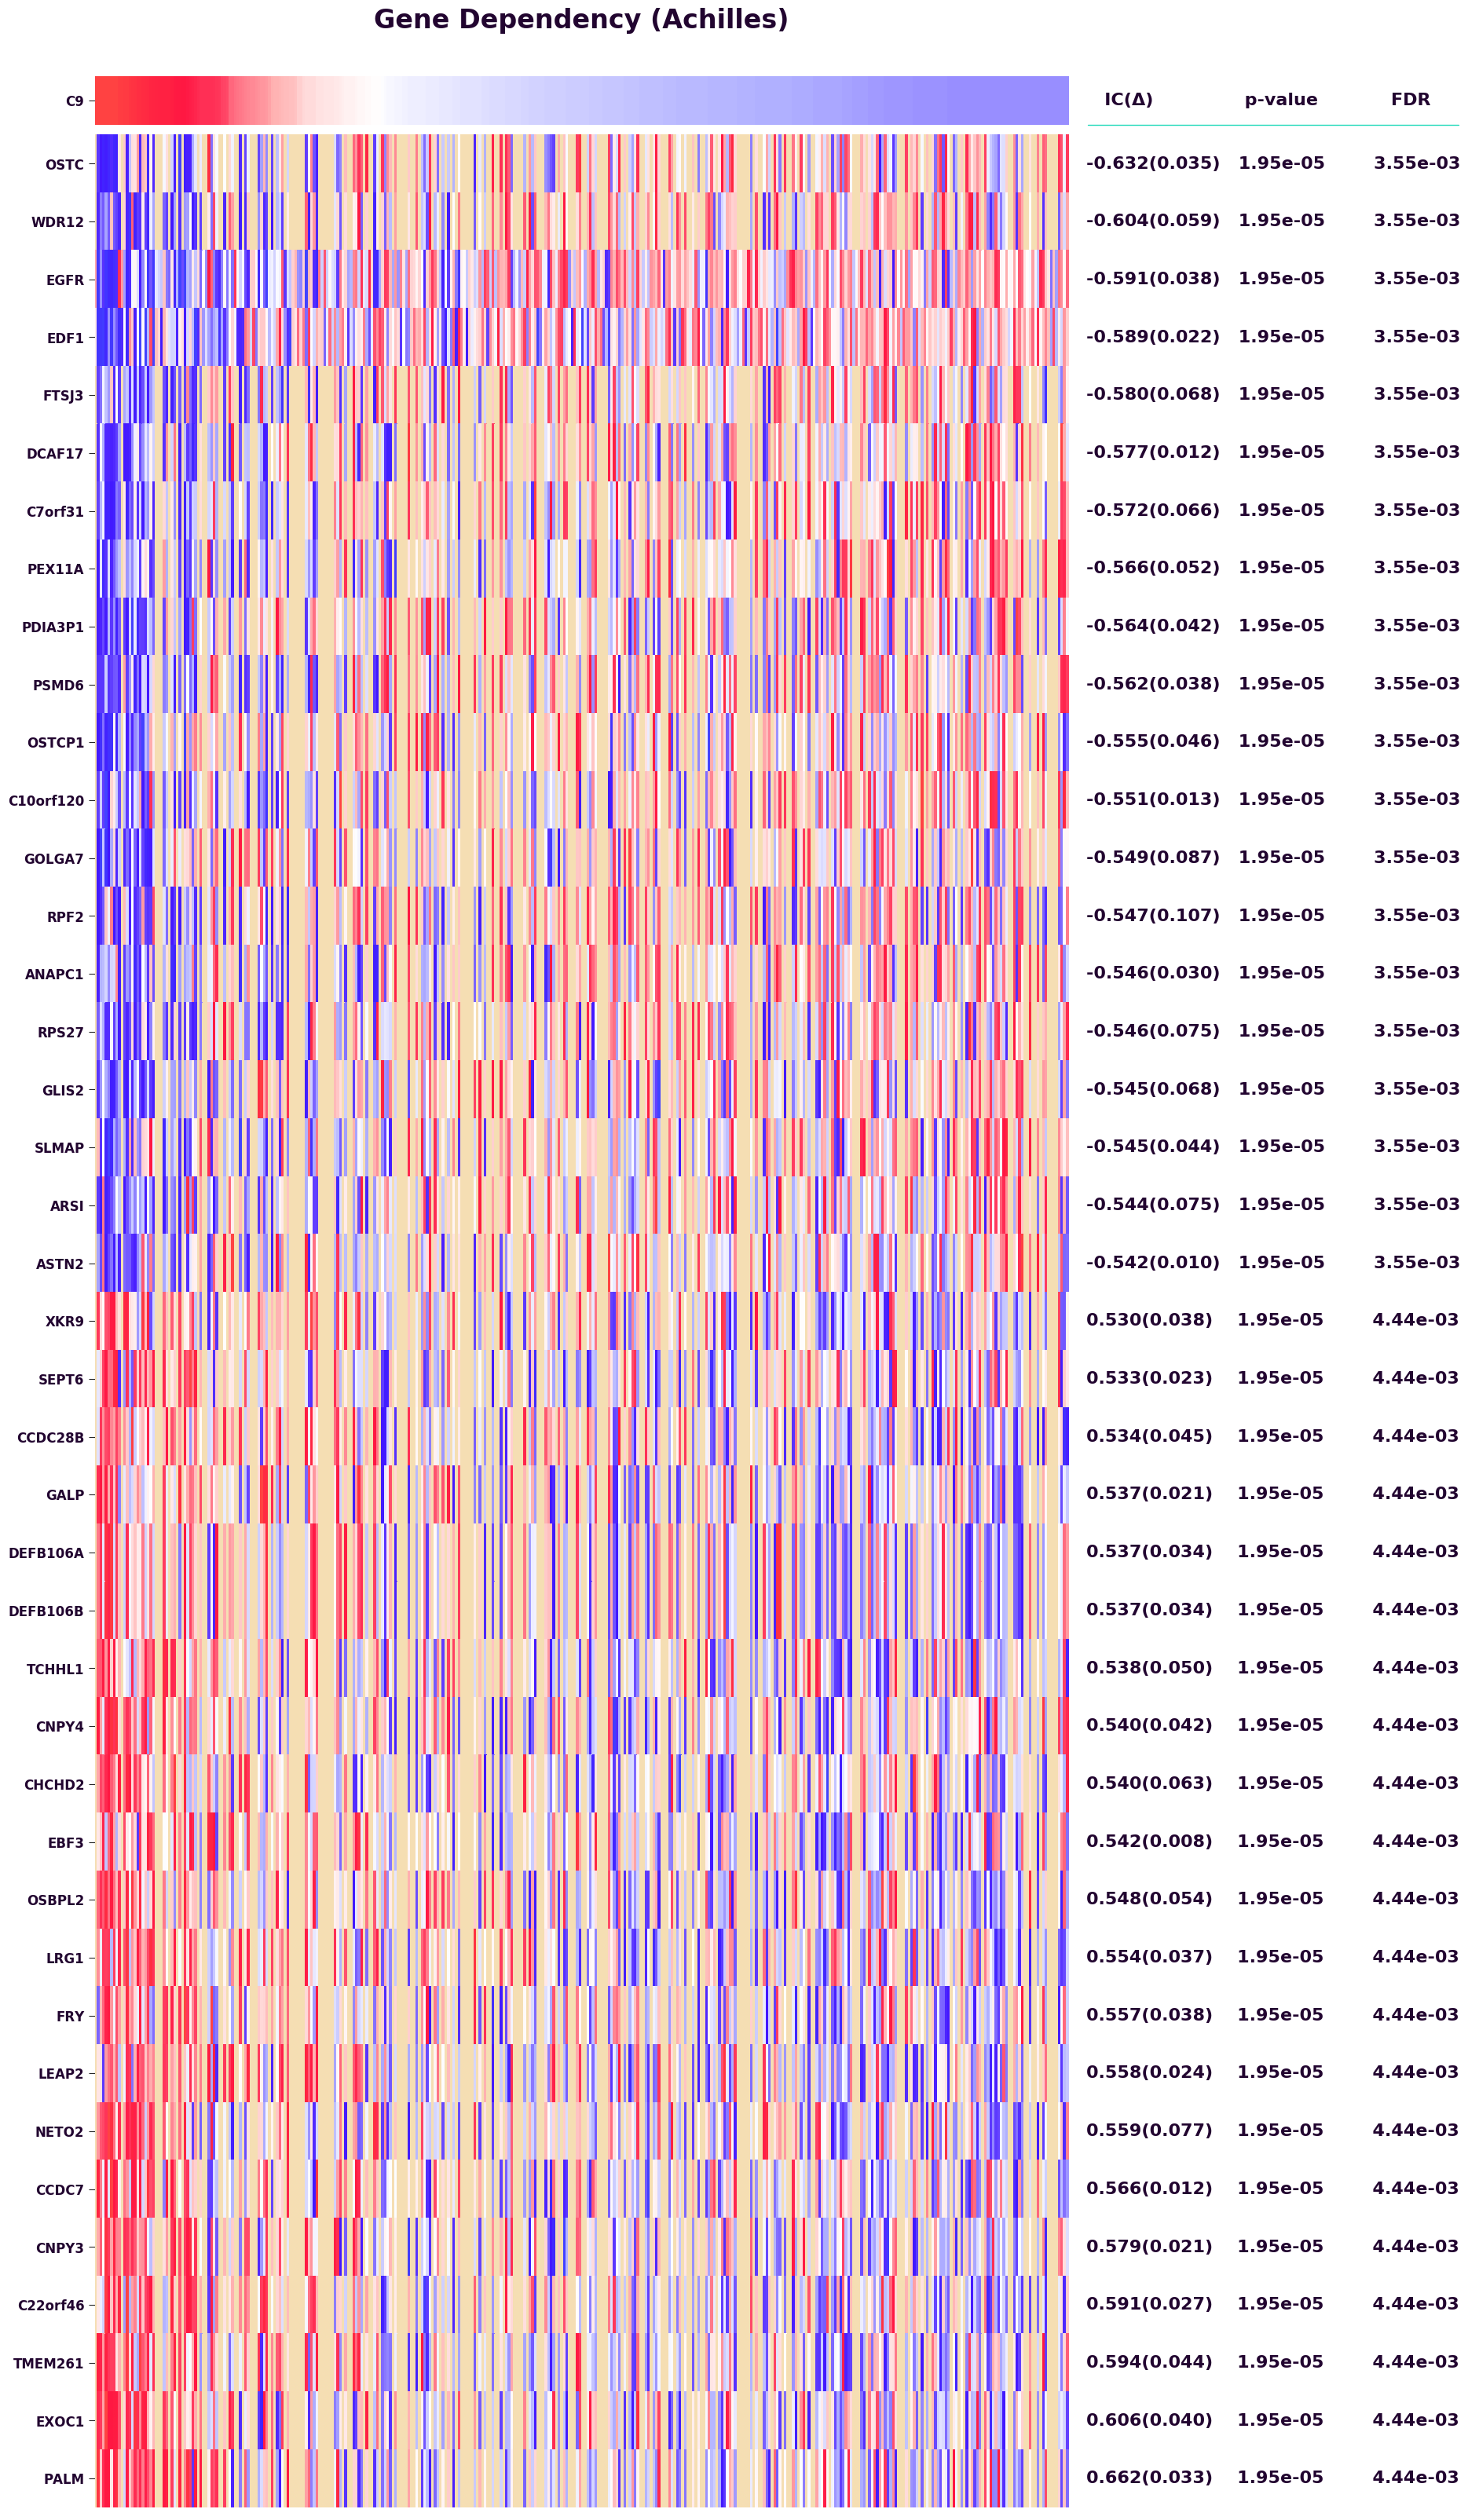 Gene Dependency (Achilles)
C9 IC(Δ) p-value FDR
OSTC -0.632(0.035) 1.95e-05 3.55e-03
WDR12 -0.604(0.059) 1.95e-05 3.55e-03
EGFR -0.591(0.038) 1.95e-05 3.55e-03
EDF1 -0.589(0.022) 1.95e-05 3.55e-03
FTSJ3 -0.580(0.068) 1.95e-05 3.55e-03
DCAF17 -0.577(0.012) 1.95e-05 3.55e-03
C7orf31 -0.572(0.066) 1.95e-05 3.55e-03
PEX11A -0.566(0.052) 1.95e-05 3.55e-03
PDIA3P1 -0.564(0.042) 1.95e-05 3.55e-03
PSMD6 -0.562(0.038) 1.95e-05 3.55e-03
OSTCP1 -0.555(0.046) 1.95e-05 3.55e-03
C10orf120 -0.551(0.013) 1.95e-05 3.55e-03
GOLGA7 -0.549(0.087) 1.95e-05 3.55e-03
RPF2 -0.547(0.107) 1.95e-05 3.55e-03
ANAPC1 -0.546(0.030) 1.95e-05 3.55e-03
RPS27 -0.546(0.075) 1.95e-05 3.55e-03
GLIS2 -0.545(0.068) 1.95e-05 3.55e-03
SLMAP -0.545(0.044) 1.95e-05 3.55e-03
ARSI -0.544(0.075) 1.95e-05 3.55e-03
ASTN2 -0.542(0.010) 1.95e-05 3.55e-03
XKR9 0.530(0.038) 1.95e-05 4.44e-03
SEPT6 0.533(0.023) 1.95e-05 4.44e-03
CCDC28B 0.534(0.045) 1.95e-05 4.44e-03
GALP 0.537(0.021) 1.95e-05 4.44e-03
DEFB106A 0.537(0.034) 1.95e-05 4.44e-03
DEFB106B 0.537(0.034) 1.95e-05 4.44e-03
TCHHL1 0.538(0.050) 1.95e-05 4.44e-03
CNPY4 0.540(0.042) 1.95e-05 4.44e-03
CHCHD2 0.540(0.063) 1.95e-05 4.44e-03
EBF3 0.542(0.008) 1.95e-05 4.44e-03
OSBPL2 0.548(0.054) 1.95e-05 4.44e-03
LRG1 0.554(0.037) 1.95e-05 4.44e-03
FRY 0.557(0.038) 1.95e-05 4.44e-03
LEAP2 0.558(0.024) 1.95e-05 4.44e-03
NETO2 0.559(0.077) 1.95e-05 4.44e-03
CCDC7 0.566(0.012) 1.95e-05 4.44e-03
CNPY3 0.579(0.021) 1.95e-05 4.44e-03
C22orf46 0.591(0.027) 1.95e-05 4.44e-03
TMEM261 0.594(0.044) 1.95e-05 4.44e-03
EXOC1 0.606(0.040) 1.95e-05 4.44e-03
PALM 0.662(0.033) 1.95e-05 4.44e-03